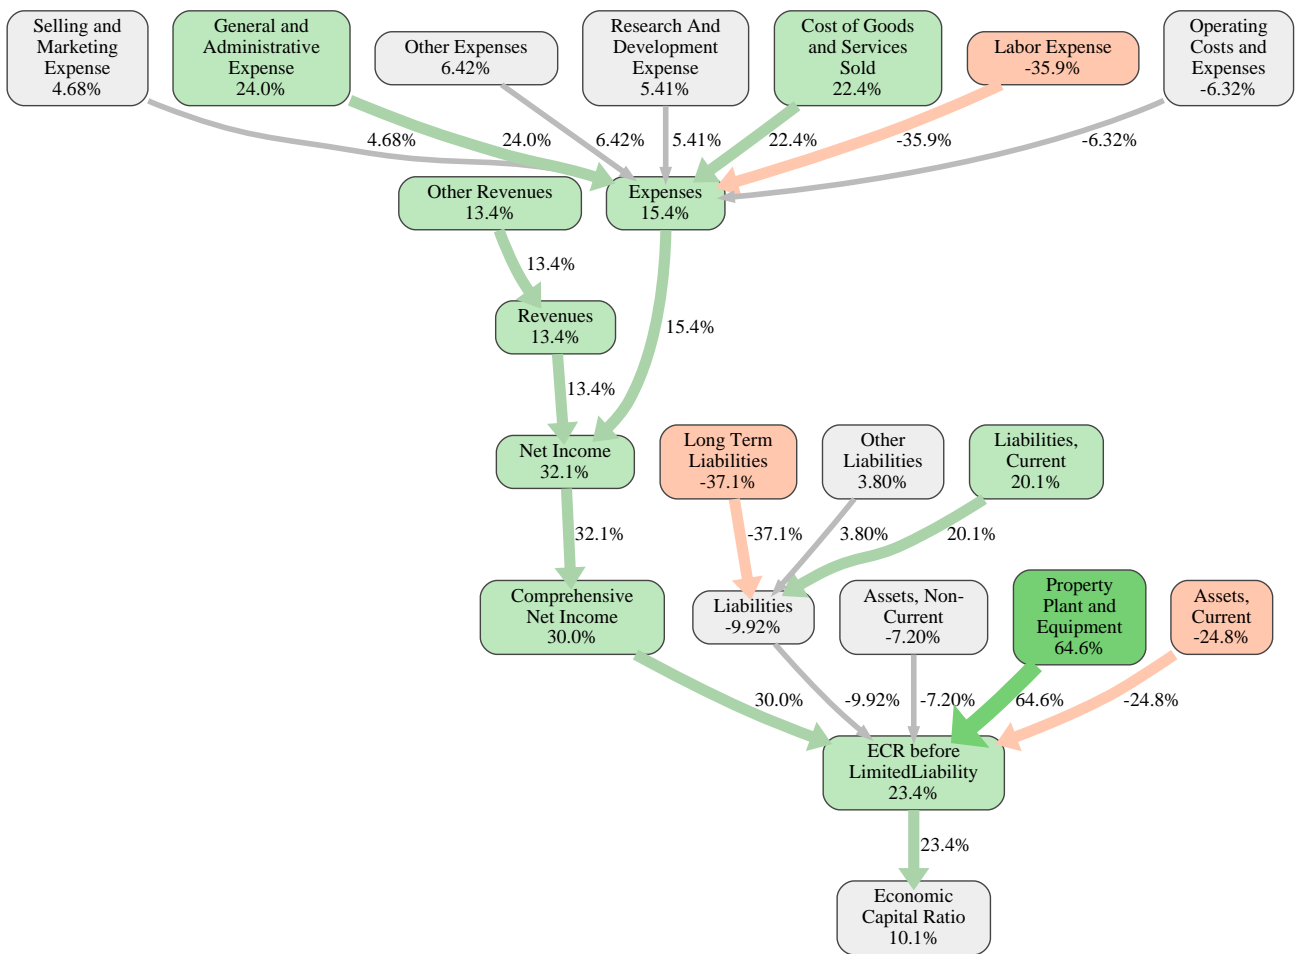 Selling and
Marketing
Expense
4.68%
General and
Administrative
Expense
24.0%
Other Expenses
6.42%
Research And
Development
Expense
5.41%
Cost of Goods
and Services
Sold
22.4%
Labor Expense
-35.9%
Operating
Costs and
Expenses
-6.32%
4.68%
24.0%
6.42%
5.41%
22.4%
-35.9%
-6.32%
Other Revenues
13.4%
Expenses
15.4%
13.4%
Revenues
13.4%
15.4%
13.4%
Net Income
32.1%
Long Term
Liabilities
-37.1%
Other
Liabilities
3.80%
Liabilities,
Current
20.1%
32.1%
-37.1%
3.80%
20.1%
Comprehensive
Net Income
30.0%
Liabilities
-9.92%
Assets, Non-
Current
-7.20%
Property
Plant and
Equipment
64.6%
Assets,
Current
-24.8%
30.0%
-9.92%
-7.20%
64.6%
-24.8%
ECR before
LimitedLiability
23.4%
23.4%
Economic
Capital Ratio
10.1%